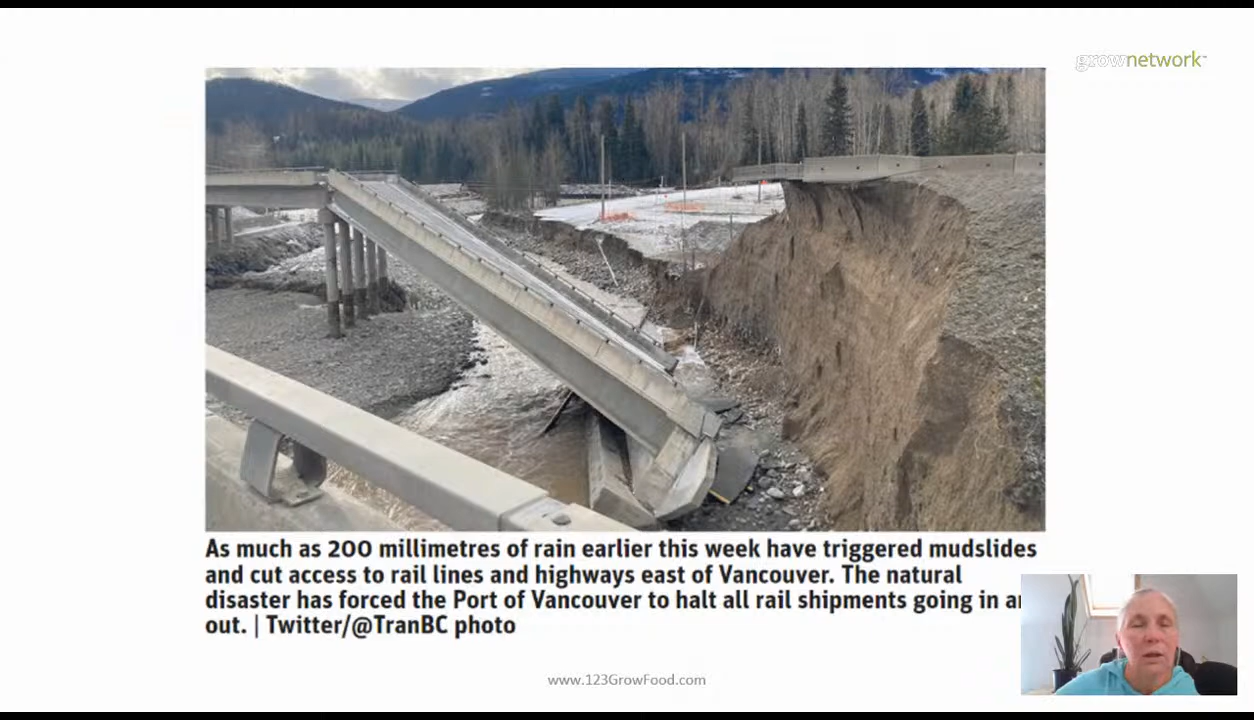 grownetwork™
As much as 200 millimetres of rain earlier this week have triggered mudslides
and cut access to rail lines and highways east of Vancouver. The natural
disaster has forced the Port of Vancouver to halt all rail shipments going in
out. | Twitter/@TranBC photo
www.123GrowFood.com